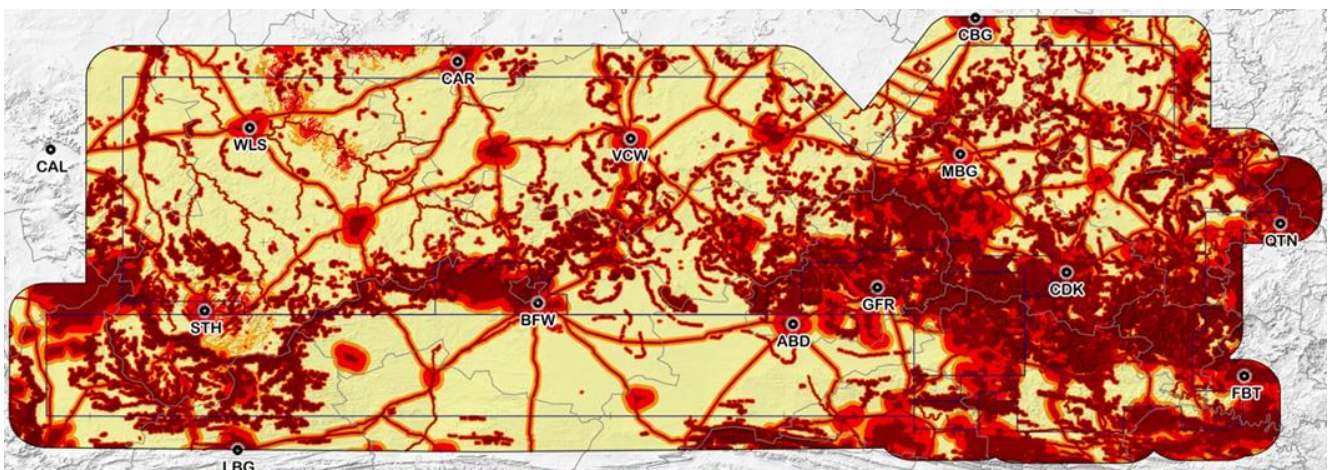 CBG
CAR
WLS
VCW
CAL
MBG
QTN
CDK
GFR
BFW
STH
ABD
FBT
LBG